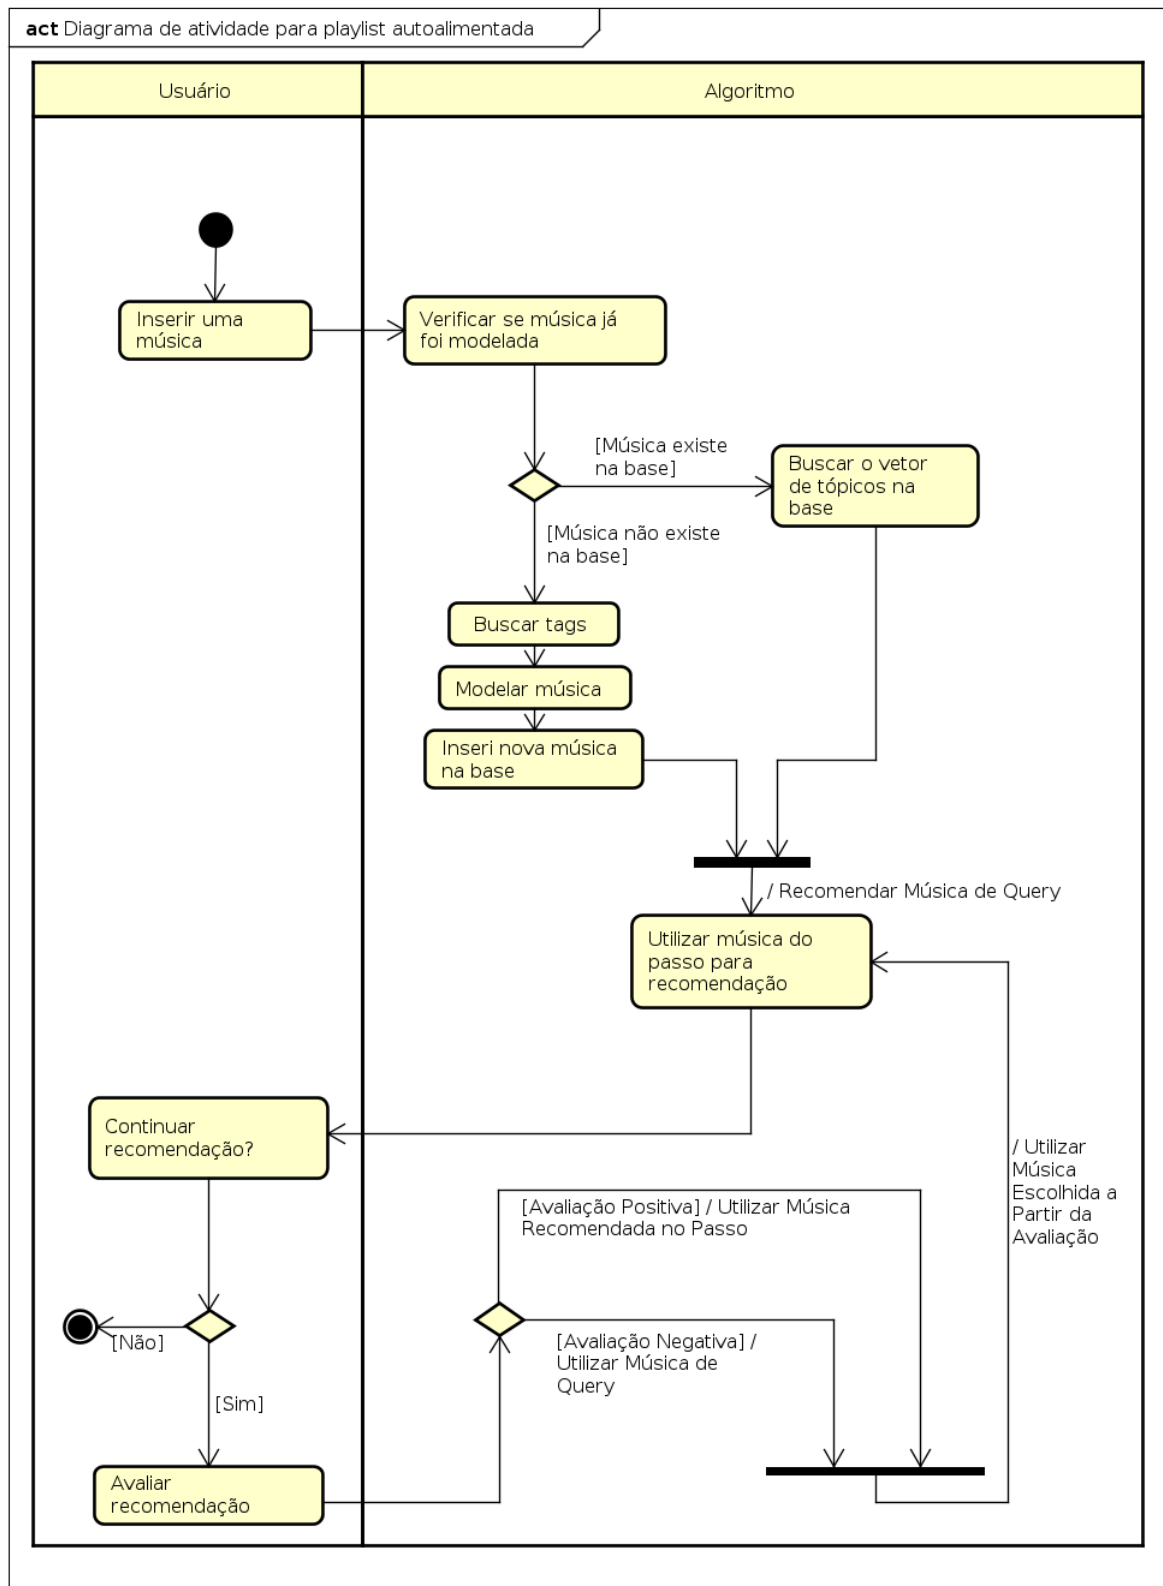 act Diagrama de atividade para playlist autoalimentada
Usuário
Algoritmo
Inserir uma
música
Verificar se música já
foi modelada
[Música existe
na base]
Buscar o vetor
de tópicos na
base
[Música não existe
na base]
Buscar tags
Modelar música
Inseri nova música
na base
/ Recomendar Música de Query
Utilizar música do
passo para
recomendação
Continuar
recomendação?
/ Utilizar
Música
Escolhida a
Partir da
Avaliação
[Avaliação Positiva] / Utilizar Música
Recomendada no Passo
[Não]
[Avaliação Negativa] /
Utilizar Música de
Query
[Sim]
Avaliar
recomendação